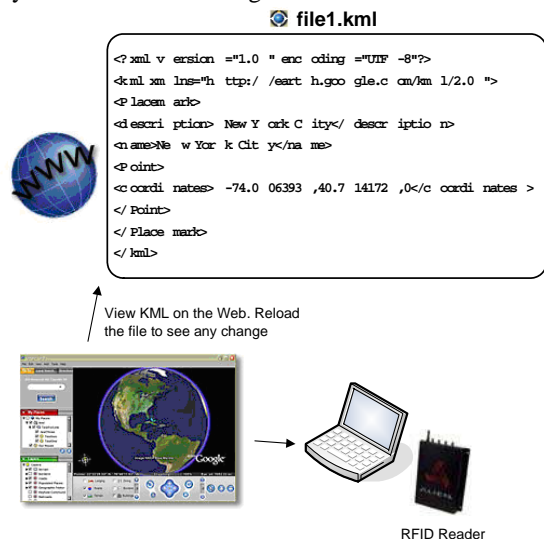 file1.kml
<? xml v ersion ="1.0 " enc oding ="UTF -8"?>
<k ml xm lns="h ttp:/ /eart h.goo gle.c om/km l/2.0 ">
<P lacem ark>
<d escri ption> New Y ork C ity</ descr iptio n>
<n ame>Ne w Yor k Cit y</na me>
<P oint>
<c oordi nates> -74.0 06393 ,40.7 14172 ,0</c oordi nates >
</ Point>
</ Place mark>
</ kml>
WWW
View KML on the Web. Reload
the file to see any change
Google
RFID Reader